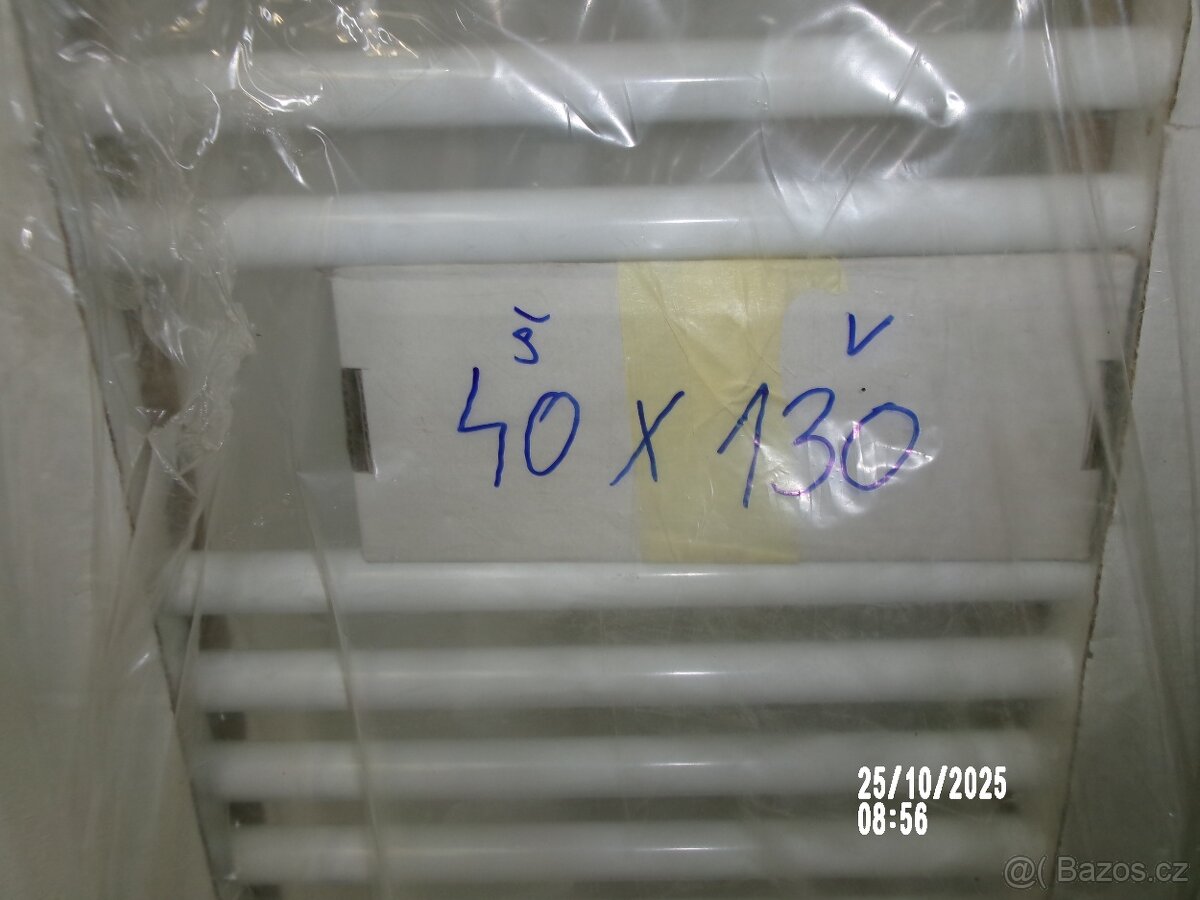 š v
40 x 130
25/10/2025
08:56
@( Bazos.cz